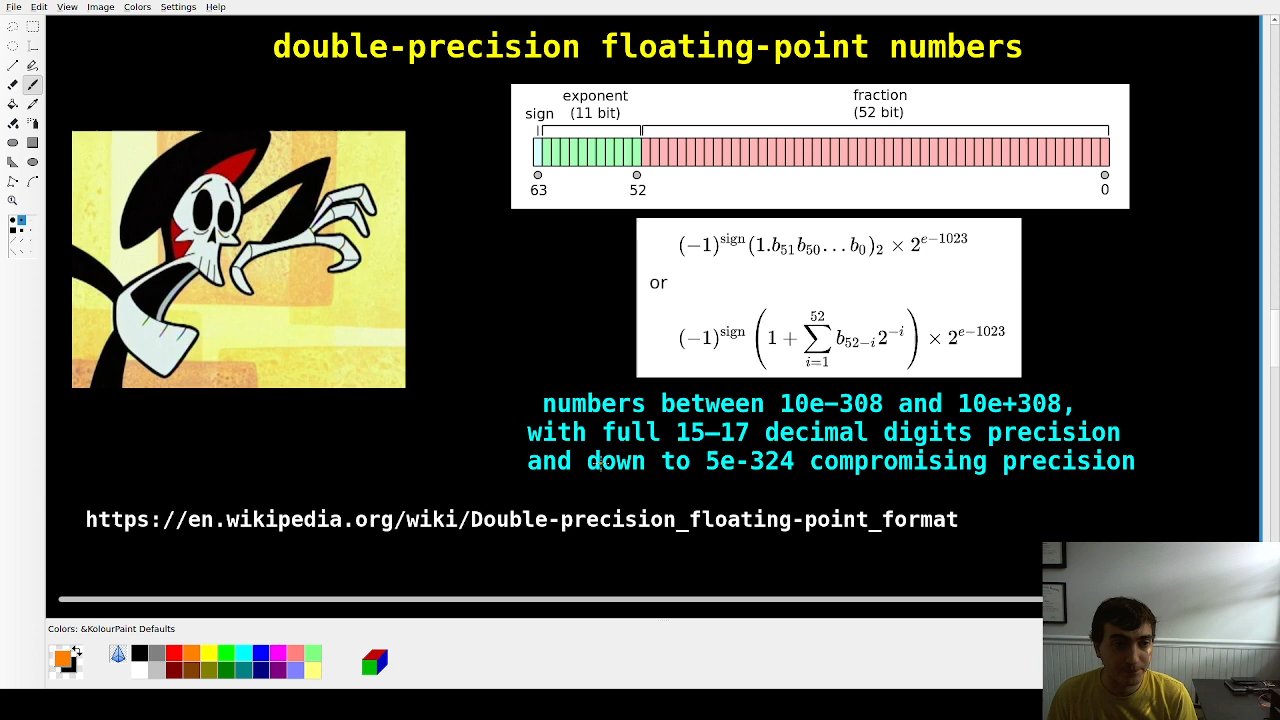 File Edit View Image Colors Settings Help
double-precision floating-point numbers
exponent
(11 bit)
fraction
(52 bit)
sign
63 52 0
(−1)^sign (1.b₅₁b₅₀…b₀)₂ × 2^{e−1023}
or
(−1)^sign (1 + ∑_{i=1}^{52} b_{52−i} 2^{−i}) × 2^{e−1023}
numbers between 10e−308 and 10e+308,
with full 15–17 decimal digits precision
and down to 5e-324 compromising precision
https://en.wikipedia.org/wiki/Double-precision_floating-point_format
Colors: &KolourPaint Defaults